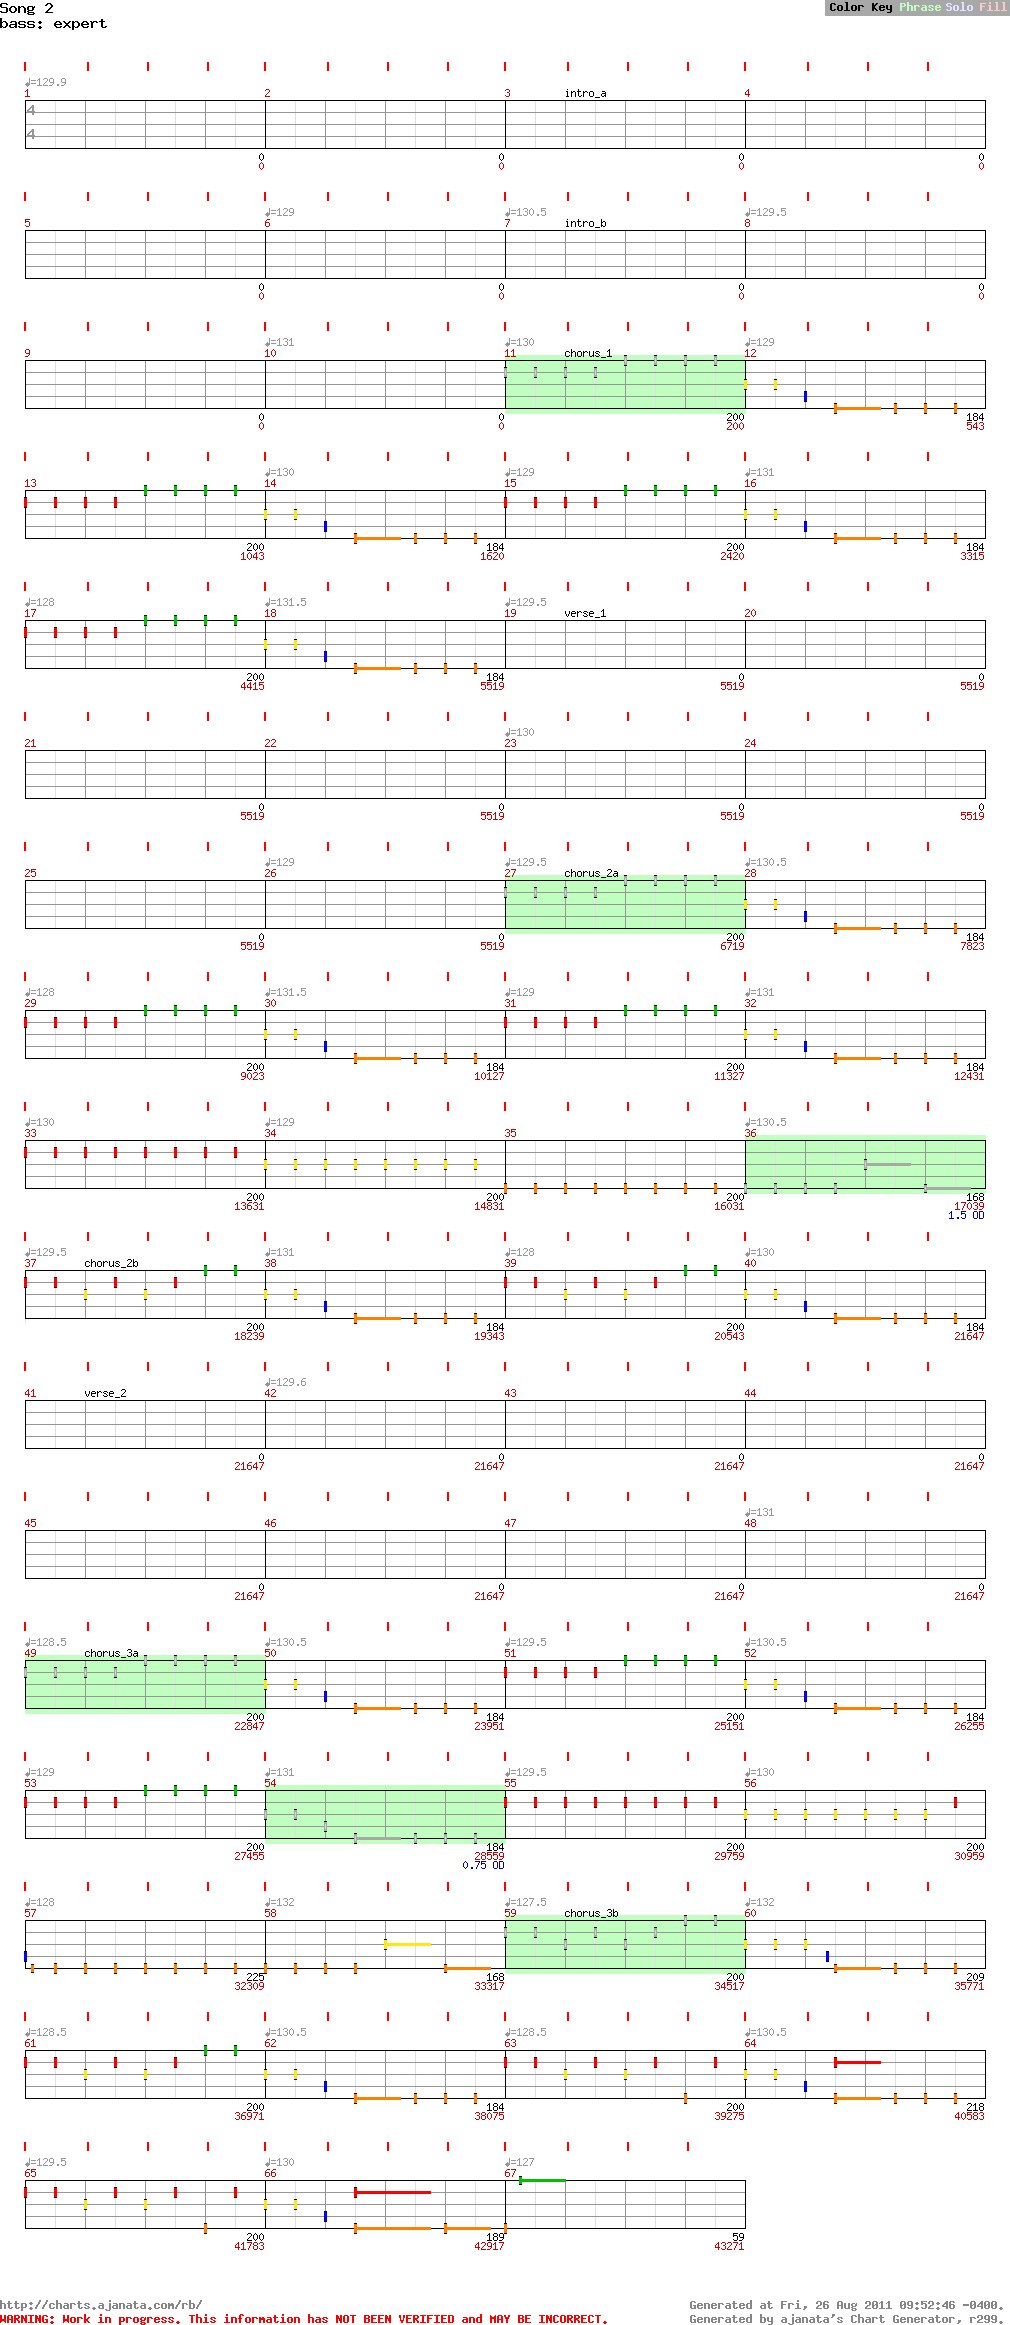 Song 2
bass: expert
Color Key Phrase Solo Fill
♩=129.9
1 2 3 intro_a 4
4
4
0 0 0 0
0 0 0 0
♩=129 ♩=130.5 ♩=129.5
5 6 7 intro_b 8
0 0 0 0
0 0 0 0
♩=131 ♩=130 ♩=129
9 10 11 chorus_1 12
0 0 200 184
0 0 200 543
♩=130 ♩=129 ♩=131
13 14 15 16
200 184 200 184
1043 1620 2420 3315
♩=128 ♩=131.5 ♩=129.5
17 18 19 verse_1 20
200 184 0 0
4415 5519 5519 5519
♩=130
21 22 23 24
0 0 0 0
5519 5519 5519 5519
♩=129 ♩=129.5 ♩=130.5
25 26 27 chorus_2a 28
0 0 200 184
5519 5519 6719 7823
♩=128 ♩=131.5 ♩=129 ♩=131
29 30 31 32
200 184 200 184
9023 10127 11327 12431
♩=130 ♩=129 ♩=130.5
33 34 35 36
200 200 200 168
13631 14831 16031 17039
1.5 OD
♩=129.5 ♩=131 ♩=128 ♩=130
37 chorus_2b 38 39 40
200 184 200 184
18239 19343 20543 21647
♩=129.6
41 verse_2 42 43 44
0 0 0 0
21647 21647 21647 21647
♩=131
45 46 47 48
0 0 0 0
21647 21647 21647 21647
♩=128.5 ♩=130.5 ♩=129.5 ♩=130.5
49 chorus_3a 50 51 52
200 184 200 184
22847 23951 25151 26255
♩=129 ♩=131 ♩=129.5 ♩=130
53 54 55 56
200 184 200 200
27455 28559 29759 30959
0.75 OD
♩=128 ♩=132 ♩=127.5 ♩=132
57 58 59 chorus_3b 60
225 168 200 209
32309 33317 34517 35771
♩=128.5 ♩=130.5 ♩=128.5 ♩=130.5
61 62 63 64
200 184 200 218
36971 38075 39275 40583
♩=129.5 ♩=130 ♩=127
65 66 67
200 189 59
41783 42917 43271
http://charts.ajanata.com/rb/ Generated at Fri, 26 Aug 2011 09:52:46 -0400.
WARNING: Work in progress. This information has NOT BEEN VERIFIED and MAY BE INCORRECT. Generated by ajanata's Chart Generator, r299.